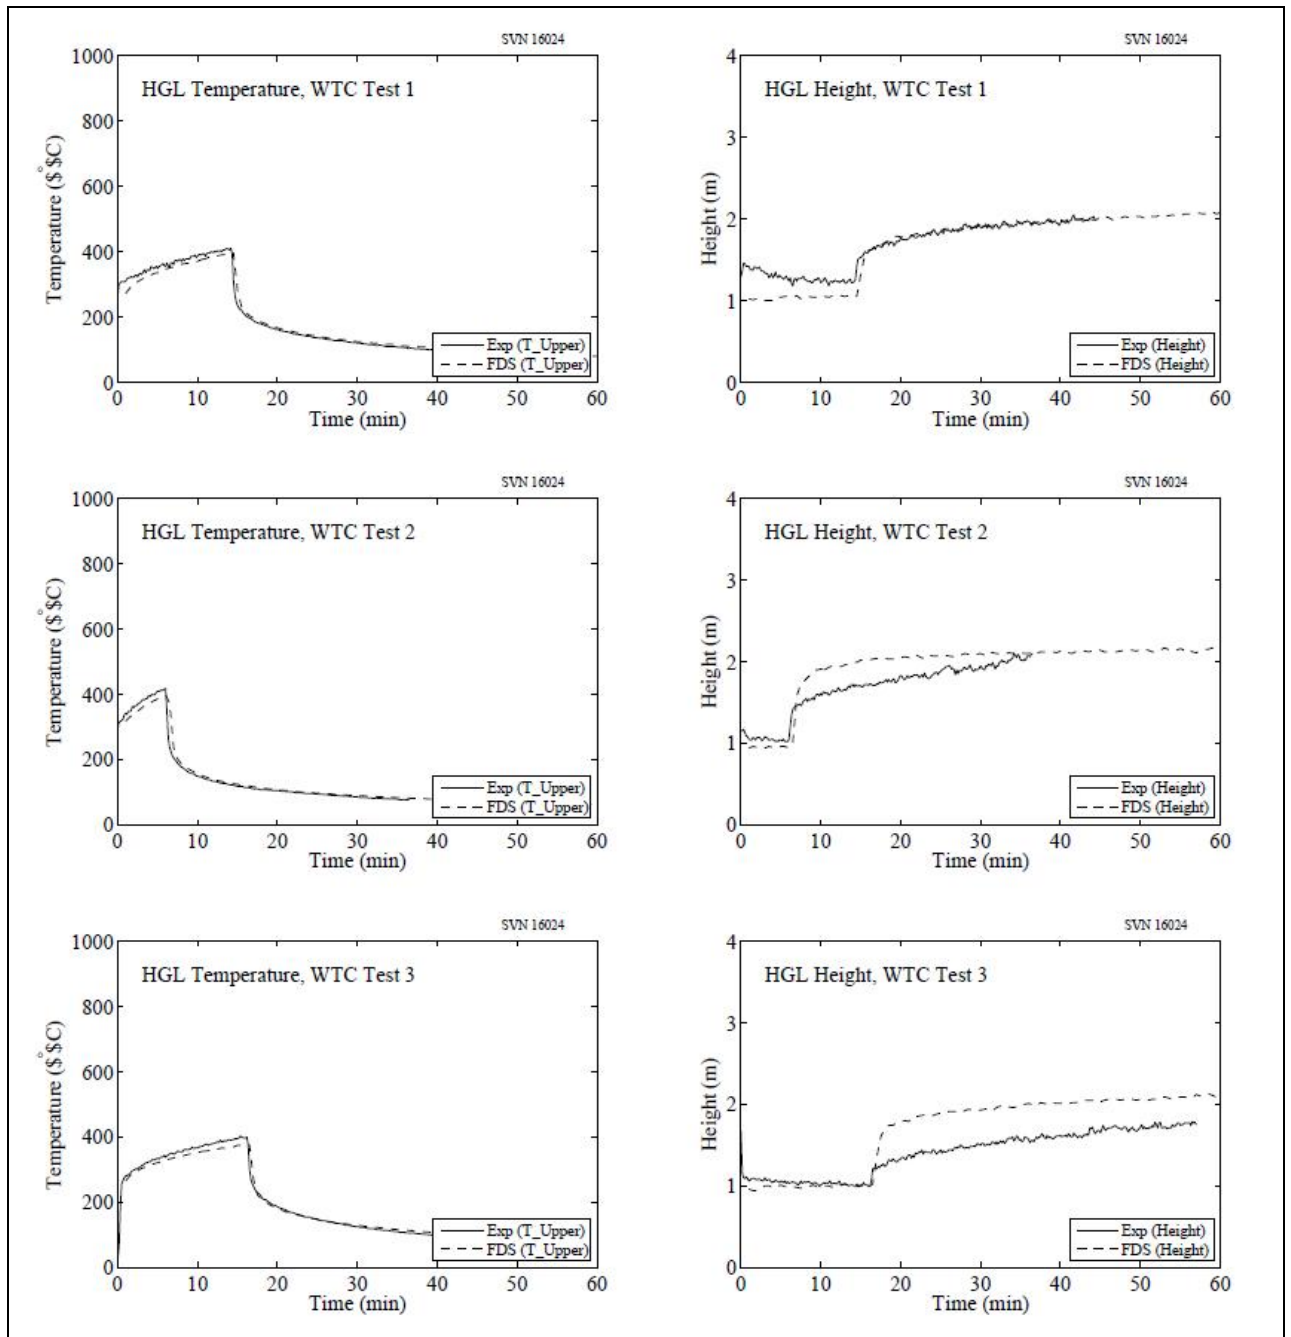 SVN 16024
HGL Temperature, WTC Test 1
1000
800
600
400
200
0
Temperature ($°$C)
Exp (T_Upper)
FDS (T_Upper)
0 10 20 30 40 50 60
Time (min)
SVN 16024
HGL Height, WTC Test 1
4
3
2
1
0
Height (m)
Exp (Height)
FDS (Height)
0 10 20 30 40 50 60
Time (min)
SVN 16024
HGL Temperature, WTC Test 2
1000
800
600
400
200
0
Temperature ($°$C)
Exp (T_Upper)
FDS (T_Upper)
0 10 20 30 40 50 60
Time (min)
SVN 16024
HGL Height, WTC Test 2
4
3
2
1
0
Height (m)
Exp (Height)
FDS (Height)
0 10 20 30 40 50 60
Time (min)
SVN 16024
HGL Temperature, WTC Test 3
1000
800
600
400
200
0
Temperature ($°$C)
Exp (T_Upper)
FDS (T_Upper)
0 10 20 30 40 50 60
Time (min)
SVN 16024
HGL Height, WTC Test 3
4
3
2
1
0
Height (m)
Exp (Height)
FDS (Height)
0 10 20 30 40 50 60
Time (min)